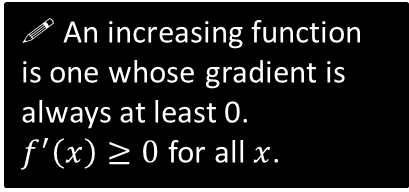 An increasing function
is one whose gradient is
always at least 0.
𝑓′(𝑥) ≥ 0 for all 𝑥.